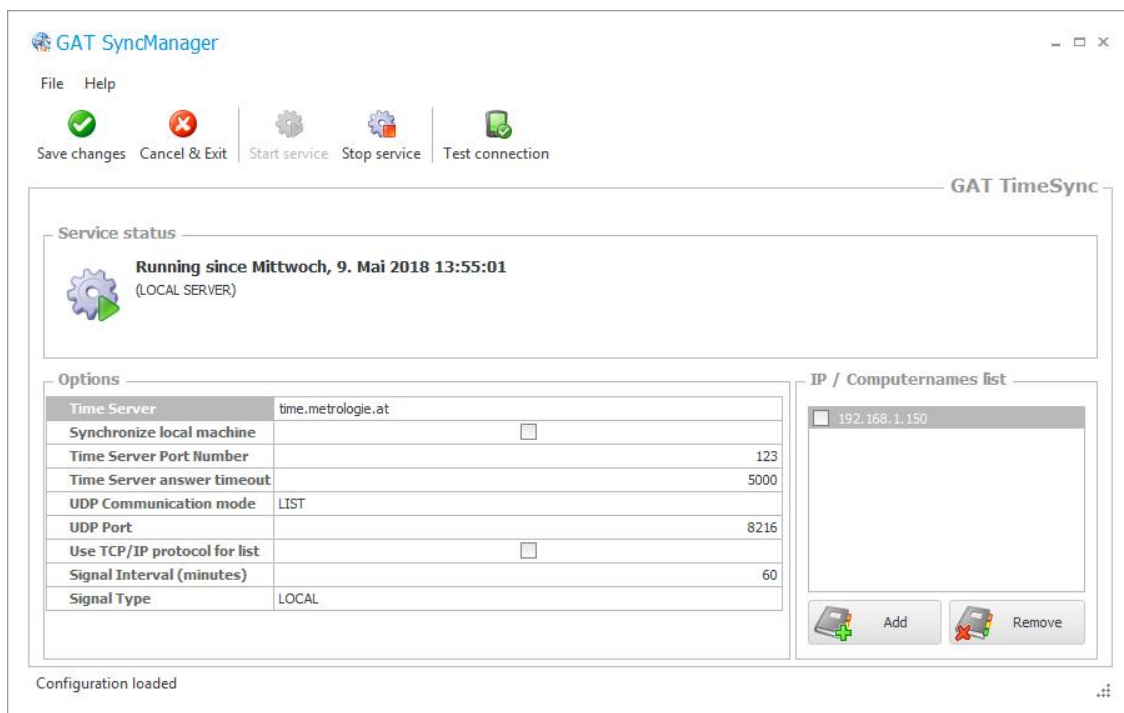 GAT SyncManager
File Help
Save changes Cancel & Exit Start service Stop service Test connection
GAT TimeSync
Service status
Running since Mittwoch, 9. Mai 2018 13:55:01
(LOCAL SERVER)
Options
Time Server time.metrologie.at
Synchronize local machine
Time Server Port Number 123
Time Server answer timeout 5000
UDP Communication mode LIST
UDP Port 8216
Use TCP/IP protocol for list
Signal Interval (minutes) 60
Signal Type LOCAL
IP / Computernames list
192.168.1.150
Add Remove
Configuration loaded